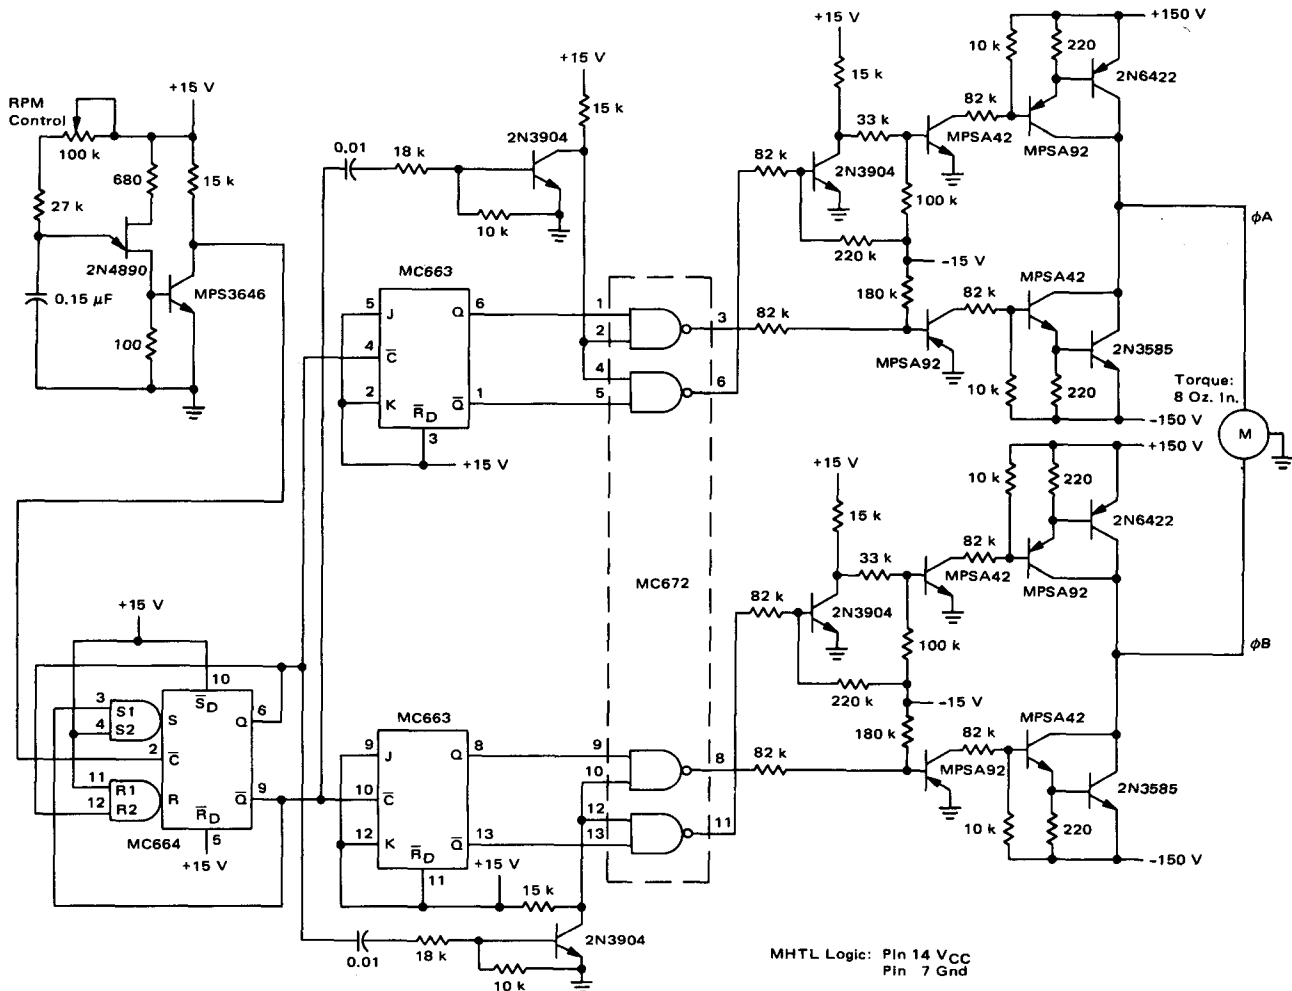 +15 V
+150 V
10 k
220
2N6422
15 k
+15 V
82 k
RPM
Control
+15 V
15 k
33 k
MPSA42
MPSA92
100 k
2N3904
0.01
18 k
82 k
2N3904
680
15 k
100 k
27 k
10 k
220 k
ϕA
-15 V
MPSA42
2N4890
MC663
180 k
82 k
MPS3646
0.15 µF
5
J
Q
6
1
3
82 k
2
4
C̄
MPSA92
2N3585
100
4
6
10 k
220
Torque:
8 Oz. In.
2
K
Q̄
1
5
R̄D
3
-150 V
M
+15 V
+150 V
+15 V
10 k
220
15 k
2N6422
82 k
33 k
MC672
MPSA42
82 k
MPSA92
+15 V
2N3904
100 k
ϕB
10
220 k
3
S1
S
S̄D
Q
6
-15 V
4
S2
MC663
MPSA42
2
C̄
9
J
Q
8
9
8
82 k
180 k
82 k
11
R1
10
MPSA92
12
R2
R
Q̄
9
10
C̄
2N3585
R̄D
12
11
10 k
220
MC664
5
12
K
Q̄
13
13
+15 V
R̄D
+15 V
-150 V
11
15 k
2N3904
0.01
18 k
10 k
MHTL Logic: Pin 14 VCC
Pin 7 Gnd